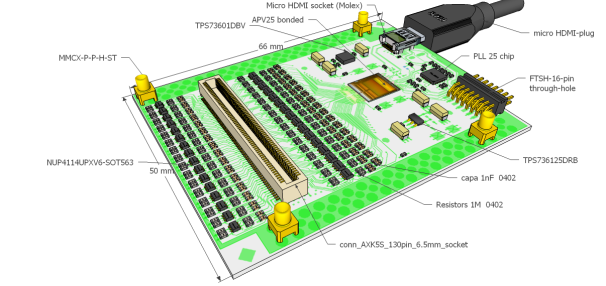 Micro HDMI socket (Molex)
APV25 bonded
TPS73601DBV
66 mm
micro HDMI-plug
MMCX-P-P-H-ST
PLL 25 chip
FTSH-16-pin
through-hole
NUP4114UPXV6-SOT563
50 mm
TPS736125DRB
capa 1nF 0402
Resistors 1M 0402
conn_AXK5S_130pin_6.5mm_socket